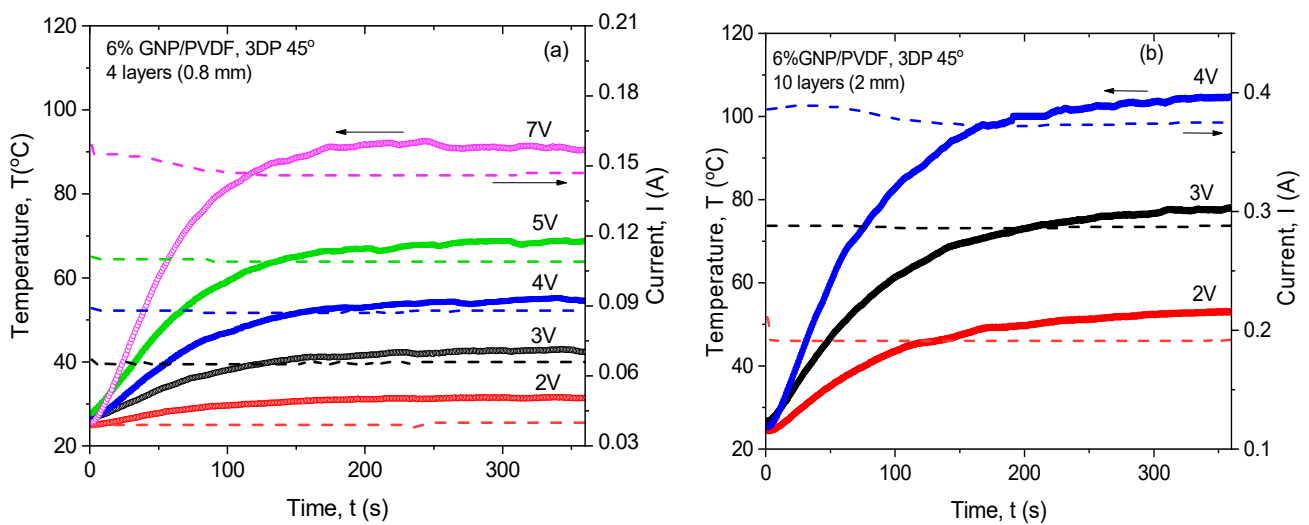 6% GNP/PVDF, 3DP 45°
4 layers (0.8 mm)
(a)
7V
5V
4V
3V
2V
120
100
80
60
40
20
0
100
200
300
0.21
0.18
0.16
0.12
0.09
0.06
0.03
Temperature, T(°C)
Current, I (A)
Time, t (s)
6%GNP/PVDF, 3DP 45°
10 layers (2 mm)
(b)
4V
3V
2V
120
100
80
60
40
20
0
100
200
300
0.4
0.3
0.2
0.1
Temperature, T (°C)
Current, I (A)
Time, t (s)